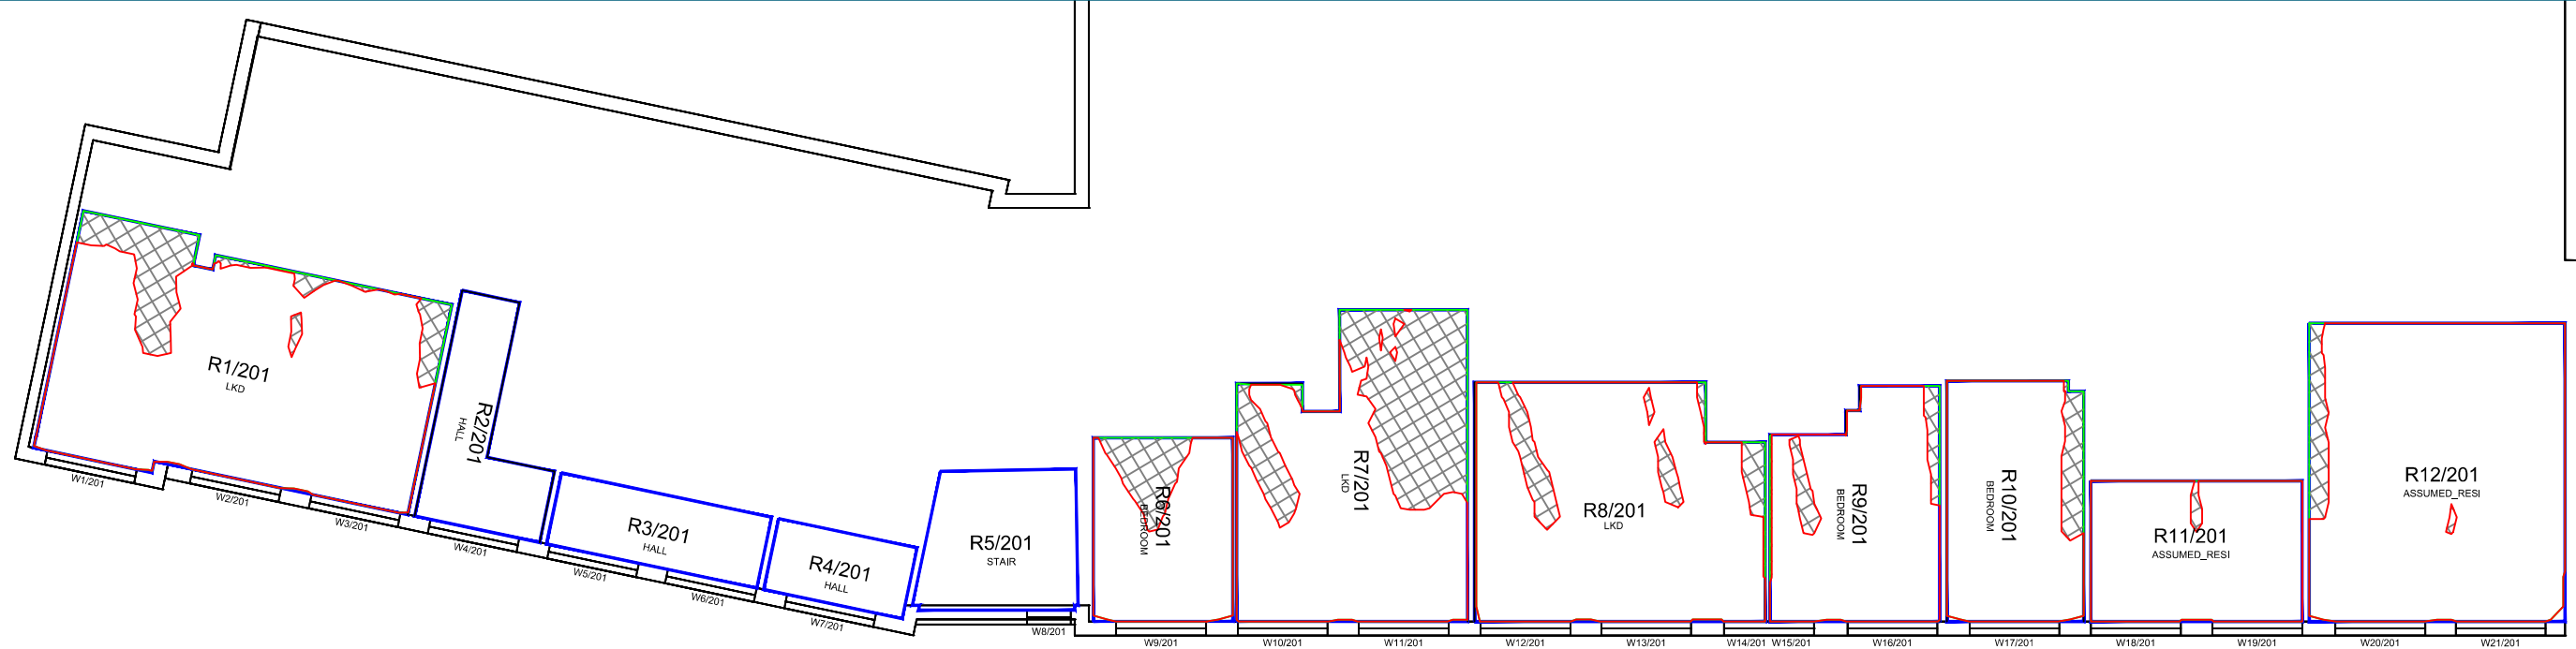 R1/201
LKD
R2/201
HALL
R3/201
HALL
R4/201
HALL
R5/201
STAIR
R6/201
BEDROOM
R7/201
LKD
R8/201
LKD
R9/201
BEDROOM
R10/201
BEDROOM
R11/201
ASSUMED_RESI
R12/201
ASSUMED_RESI
W1/201
W2/201
W3/201
W4/201
W5/201
W6/201
W7/201
W8/201
W9/201
W10/201
W11/201
W12/201
W13/201
W14/201
W15/201
W16/201
W17/201
W18/201
W19/201
W20/201
W21/201